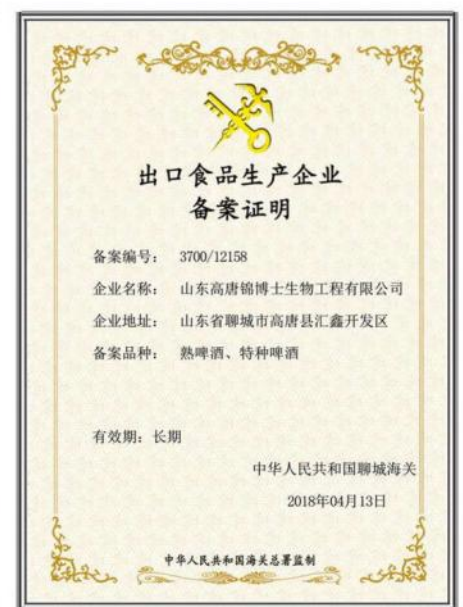 出口食品生产企业
备案证明
备案编号： 3700/12158
企业名称： 山东高唐锦博士生物工程有限公司
企业地址： 山东省聊城市高唐县汇鑫开发区
备案品种： 熟啤酒、特种啤酒
有效期：长期
中华人民共和国聊城海关
2018年04月13日
中华人民共和国海关总署监制